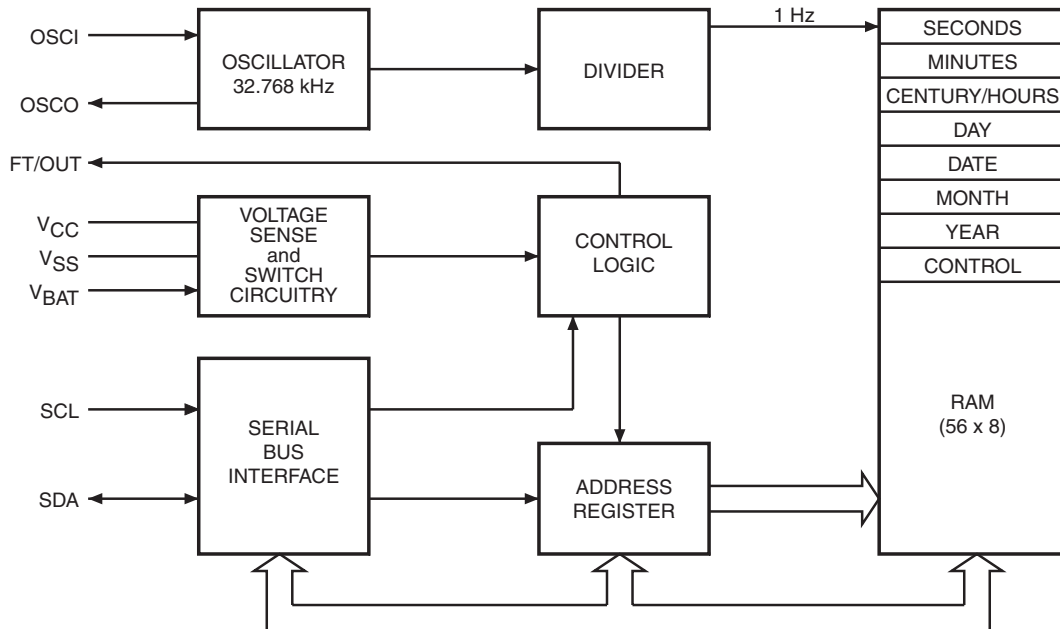 OSCI
OSCO
OSCILLATOR
32.768 kHz
DIVIDER
1 Hz
SECONDS
MINUTES
CENTURY/HOURS
DAY
DATE
MONTH
YEAR
CONTROL
RAM
(56 x 8)
FT/OUT
VCC
VSS
VBAT
VOLTAGE
SENSE
and
SWITCH
CIRCUITRY
CONTROL
LOGIC
SCL
SDA
SERIAL
BUS
INTERFACE
ADDRESS
REGISTER